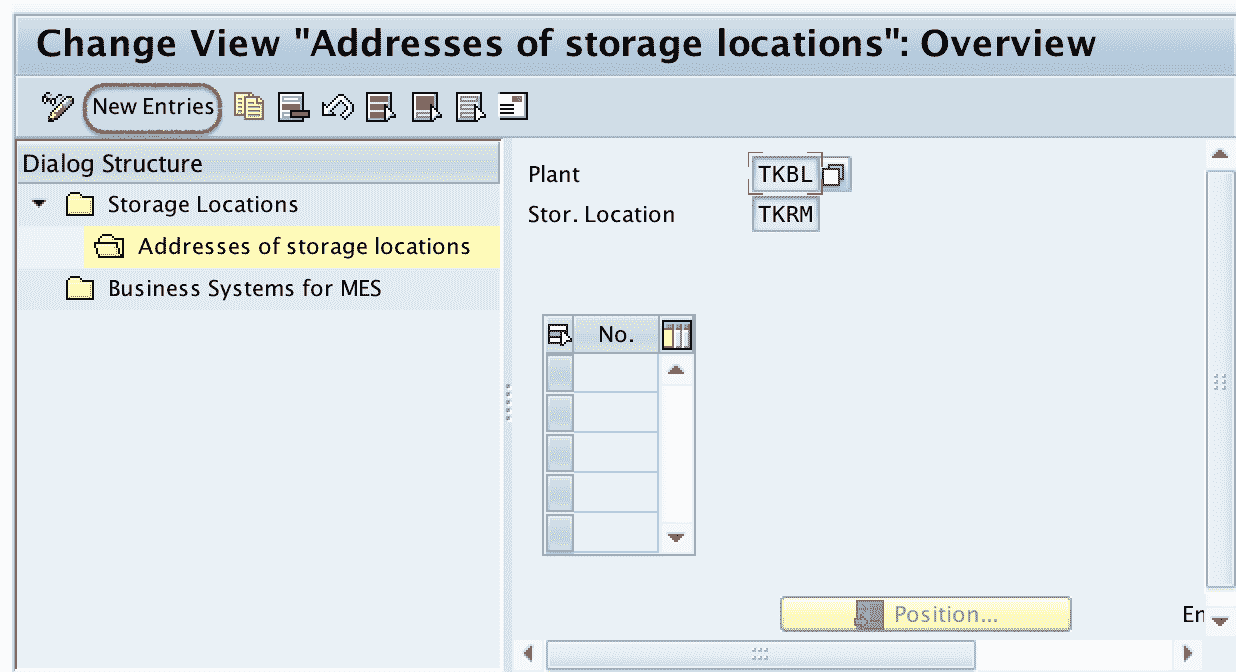 Change View "Addresses of storage locations": Overview
New Entries
Dialog Structure
Storage Locations
Addresses of storage locations
Business Systems for MES
Plant TKBL
Stor. Location TKRM
No.
Position...
En